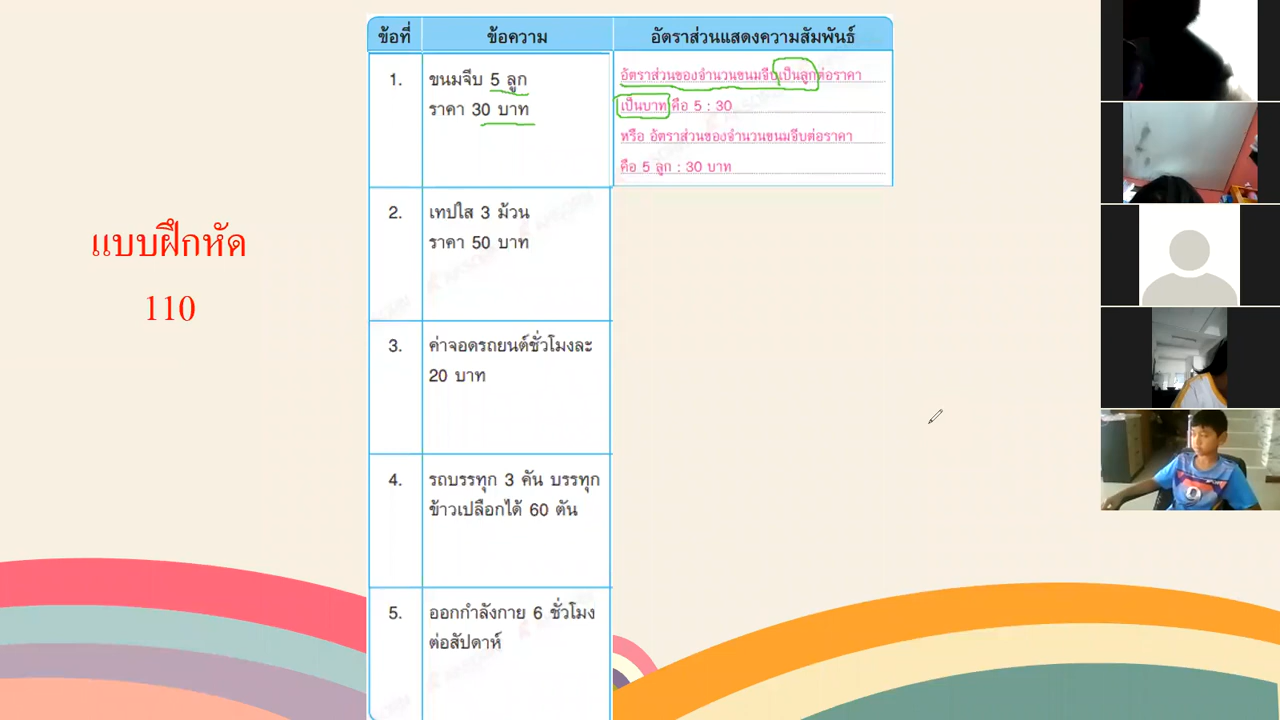 แบบฝึกหัด
110
ข้อที่
ข้อความ
อัตราส่วนแสดงความสัมพันธ์
1.
ขนมจีบ 5 ลูก
ราคา 30 บาท
อัตราส่วนของจำนวนขนมจีบเป็นลูกต่อราคา
เป็นบาท คือ 5 : 30
หรือ อัตราส่วนของจำนวนขนมจีบต่อราคา
คือ 5 ลูก : 30 บาท
2.
เทปใส 3 ม้วน
ราคา 50 บาท
3.
ค่าจอดรถยนต์ชั่วโมงละ
20 บาท
4.
รถบรรทุก 3 คัน บรรทุก
ข้าวเปลือกได้ 60 ตัน
5.
ออกกำลังกาย 6 ชั่วโมง
ต่อสัปดาห์